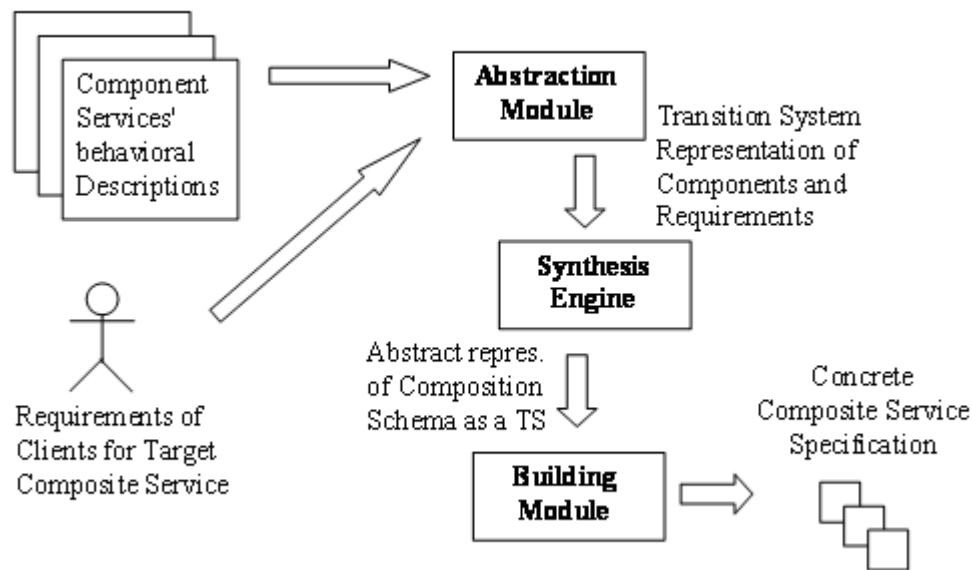 Component
Services'
behavioral
Descriptions
Abstraction
Module
Transition System
Representation of
Components and
Requirements
Synthesis
Engine
Requirements of
Clients for Target
Composite Service
Abstract repres.
of Composition
Schema as a TS
Building
Module
Concrete
Composite Service
Specification